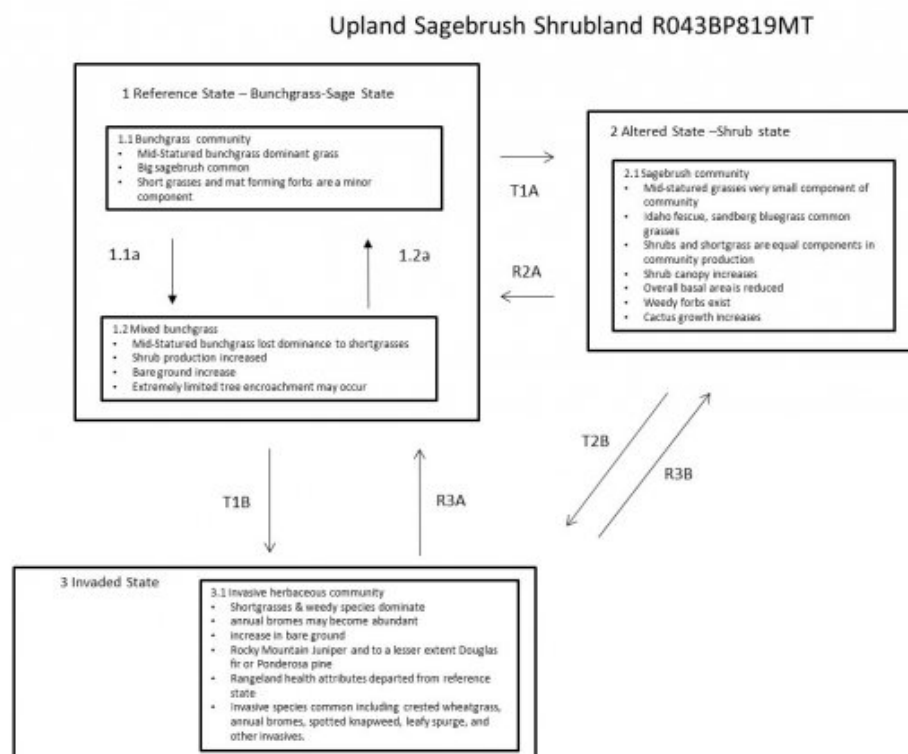 Upland Sagebrush Shrubland R043BP819MT
1 Reference State – Bunchgrass-Sage State
1.1 Bunchgrass community
• Mid-Statured bunchgrass dominant grass
• Big sagebrush common
• Short grasses and mat forming forbs are a minor
component
1.1a
1.2a
1.2 Mixed bunchgrass
• Mid-Statured bunchgrass lost dominance to shortgrasses
• Shrub production increased
• Bare ground increase
• Extremely limited tree encroachment may occur
T1A
R2A
2 Altered State –Shrub state
2.1 Sagebrush community
• Mid-statured grasses very small component of
community
• Idaho fescue, sandberg bluegrass common
grasses
• Shrubs and shortgrass are equal components in
community production
• Shrub canopy increases
• Overall basal area is reduced
• Weedy forbs exist
• Cactus growth increases
T1B
R3A
T2B
R3B
3 Invaded State
3.1 Invasive herbaceous community
• Shortgrasses & weedy species dominate
• annual bromes may become abundant
• increase in bare ground
• Rocky Mountain Juniper and to a lesser extent Douglas
fir or Ponderosa pine
• Rangeland health attributes departed from reference
state
• Invasive species common including crested wheatgrass,
annual bromes, spotted knapweed, leafy spurge, and
other invasives.